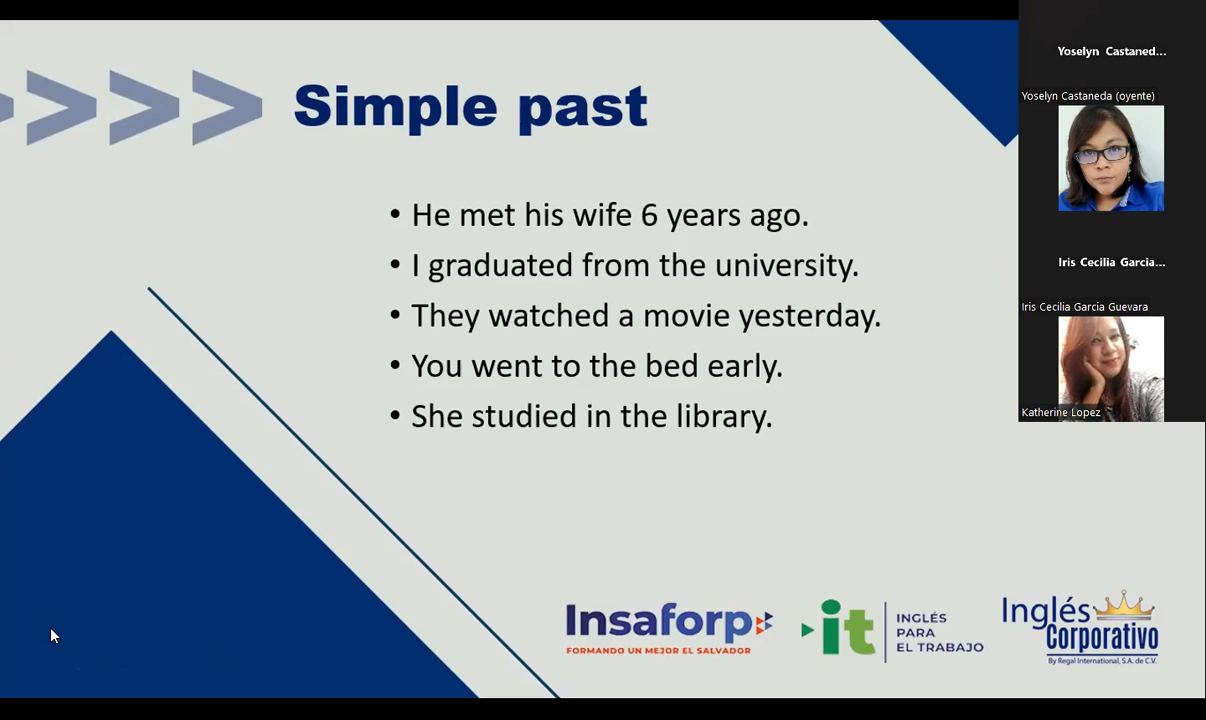 Simple past
• He met his wife 6 years ago.
• I graduated from the university.
• They watched a movie yesterday.
• You went to the bed early.
• She studied in the library.
Insaforp
FORMANDO UN MEJOR EL SALVADOR
it
INGLÉS
PARA
EL TRABAJO
Inglés
Corporativo
By Regal International, S.A. de C.V.
Yoselyn Castaned...
Yoselyn Castaneda (oyente)
Iris Cecilia Garcia...
Iris Cecilia Garcia Guevara
Katherine Lopez